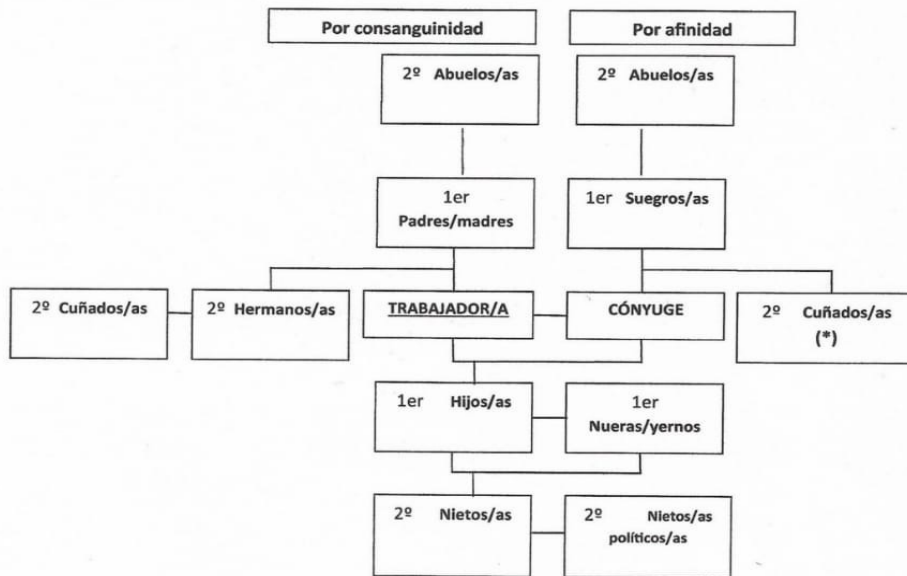 Por consanguinidad
Por afinidad
2º Abuelos/as
2º Abuelos/as
1er
Padres/madres
1er Suegros/as
2º Cuñados/as
2º Hermanos/as
TRABAJADOR/A
CÓNYUGE
2º Cuñados/as
(*)
1er Hijos/as
1er
Nueras/yernos
2º Nietos/as
2º Nietos/as
políticos/as